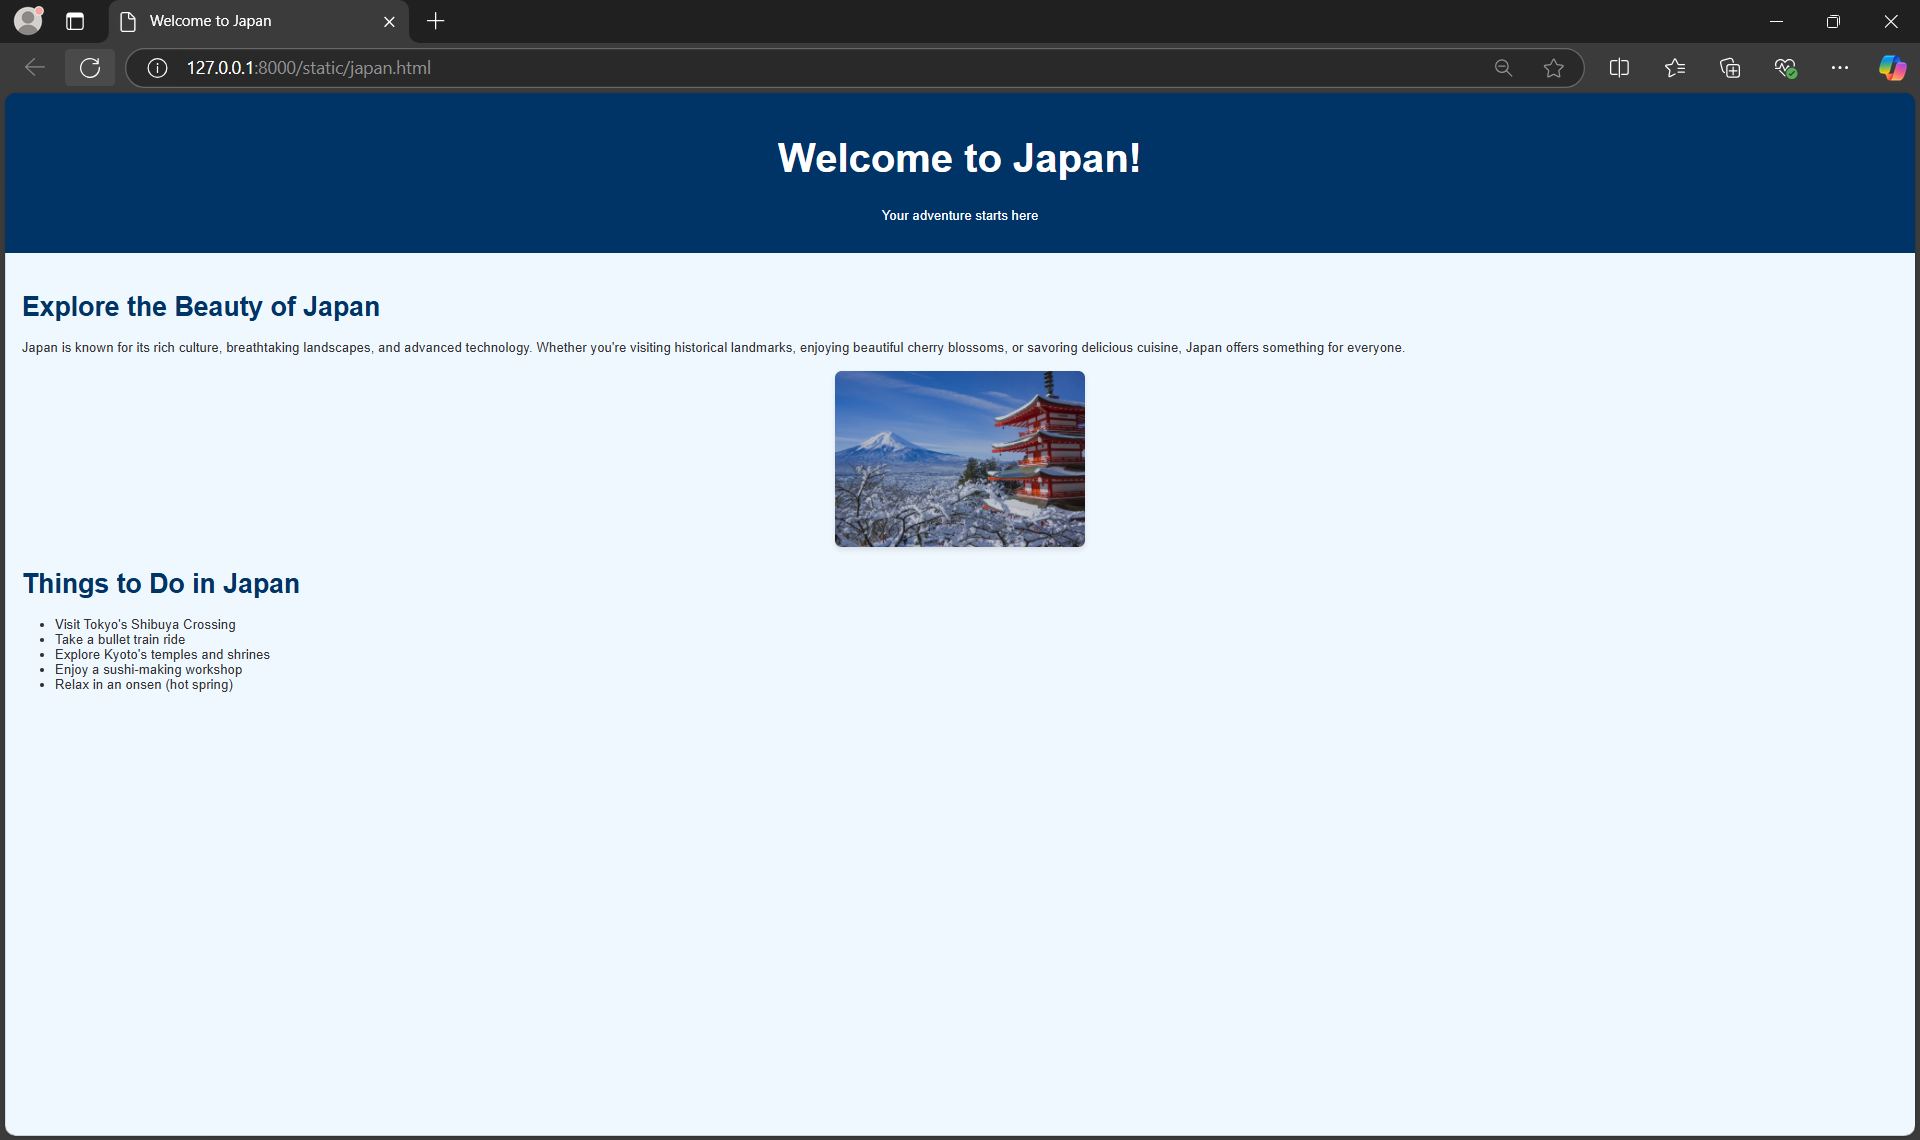 Welcome to Japan
127.0.0.1:8000/static/japan.html
Welcome to Japan!
Your adventure starts here
Explore the Beauty of Japan
Japan is known for its rich culture, breathtaking landscapes, and advanced technology. Whether you're visiting historical landmarks, enjoying beautiful cherry blossoms, or savoring delicious cuisine, Japan offers something for everyone.
Things to Do in Japan
Visit Tokyo's Shibuya Crossing
Take a bullet train ride
Explore Kyoto's temples and shrines
Enjoy a sushi-making workshop
Relax in an onsen (hot spring)